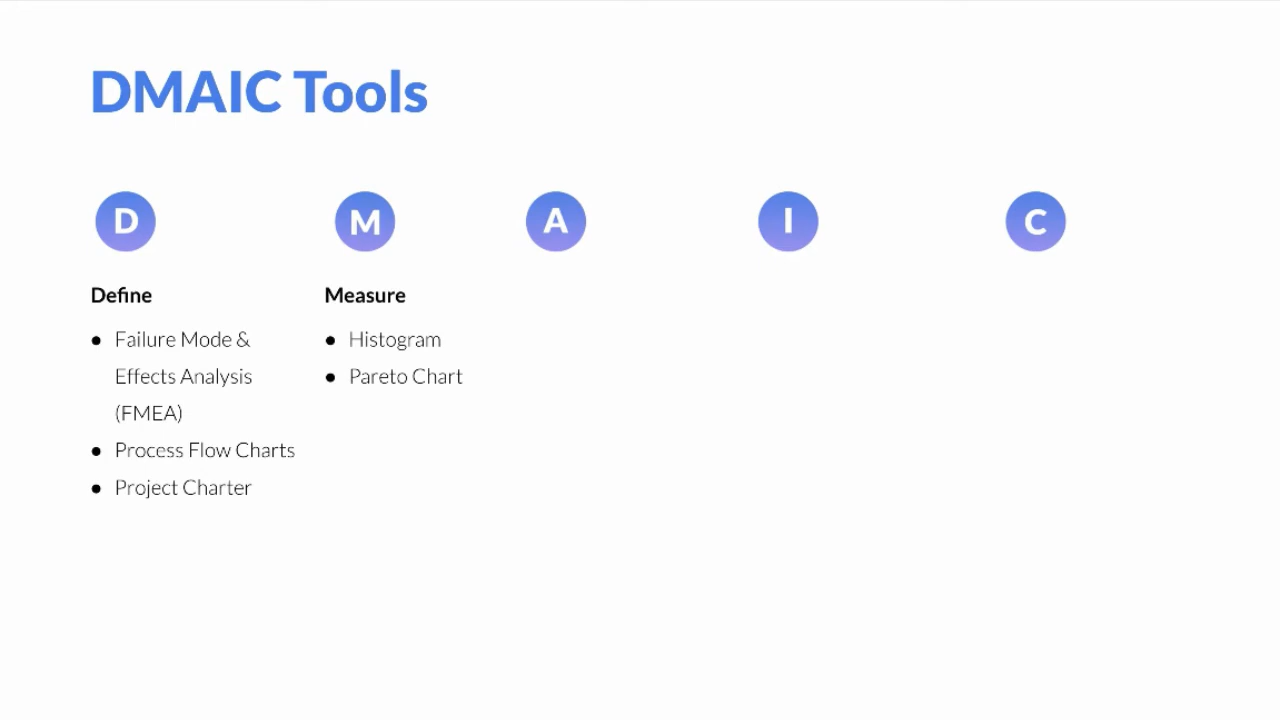 DMAIC Tools
D M A I C
Define
● Failure Mode &
Effects Analysis
(FMEA)
● Process Flow Charts
● Project Charter
Measure
● Histogram
● Pareto Chart